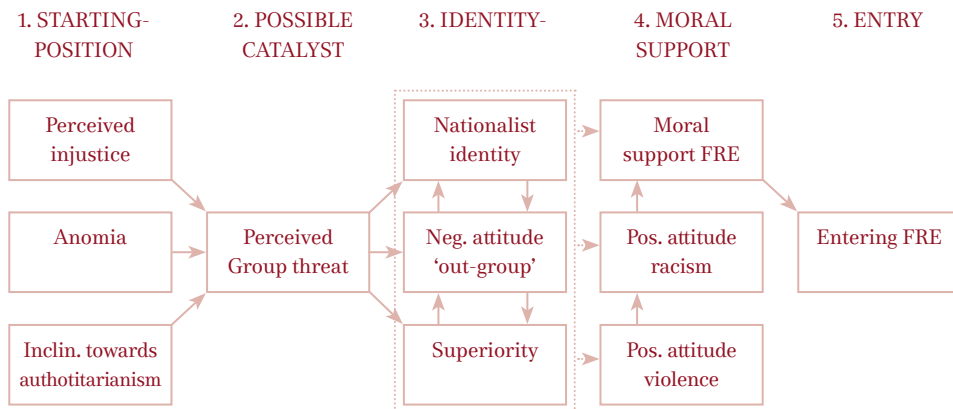 1. STARTING-
POSITION
2. POSSIBLE
CATALYST
3. IDENTITY-
4. MORAL
SUPPORT
5. ENTRY
Perceived
injustice
Anomia
Inclin. towards
authotitarianism
Perceived
Group threat
Nationalist
identity
Neg. attitude
‘out-group’
Superiority
Moral
support FRE
Pos. attitude
racism
Pos. attitude
violence
Entering FRE